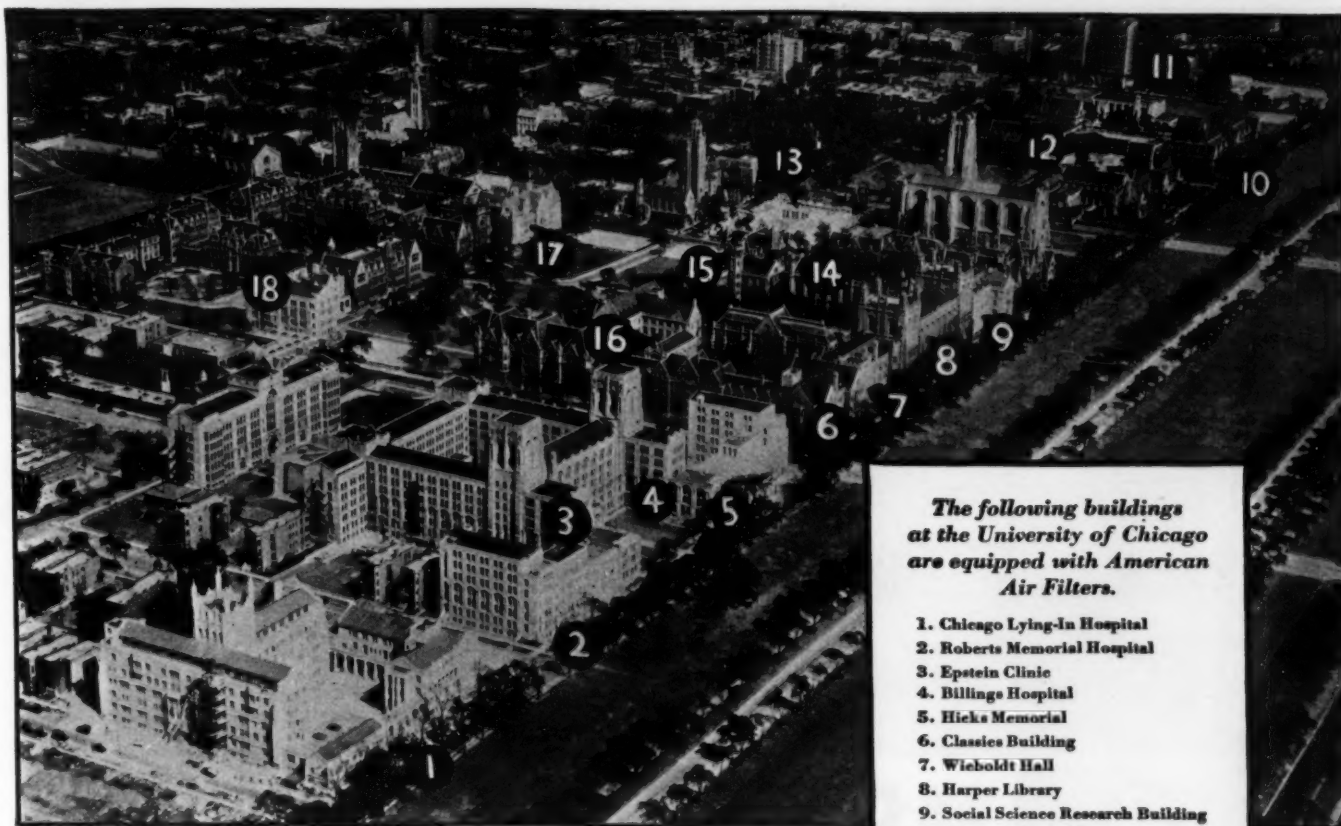 11
12
13
10
17
15
14
18
16
9
8
7
6
4
5
3
2
1
The following buildings
at the University of Chicago
are equipped with American
Air Filters.
1. Chicago Lying-In Hospital
2. Roberts Memorial Hospital
3. Epstein Clinic
4. Billings Hospital
5. Hicks Memorial
6. Classics Building
7. Wieboldt Hall
8. Harper Library
9. Social Science Research Building